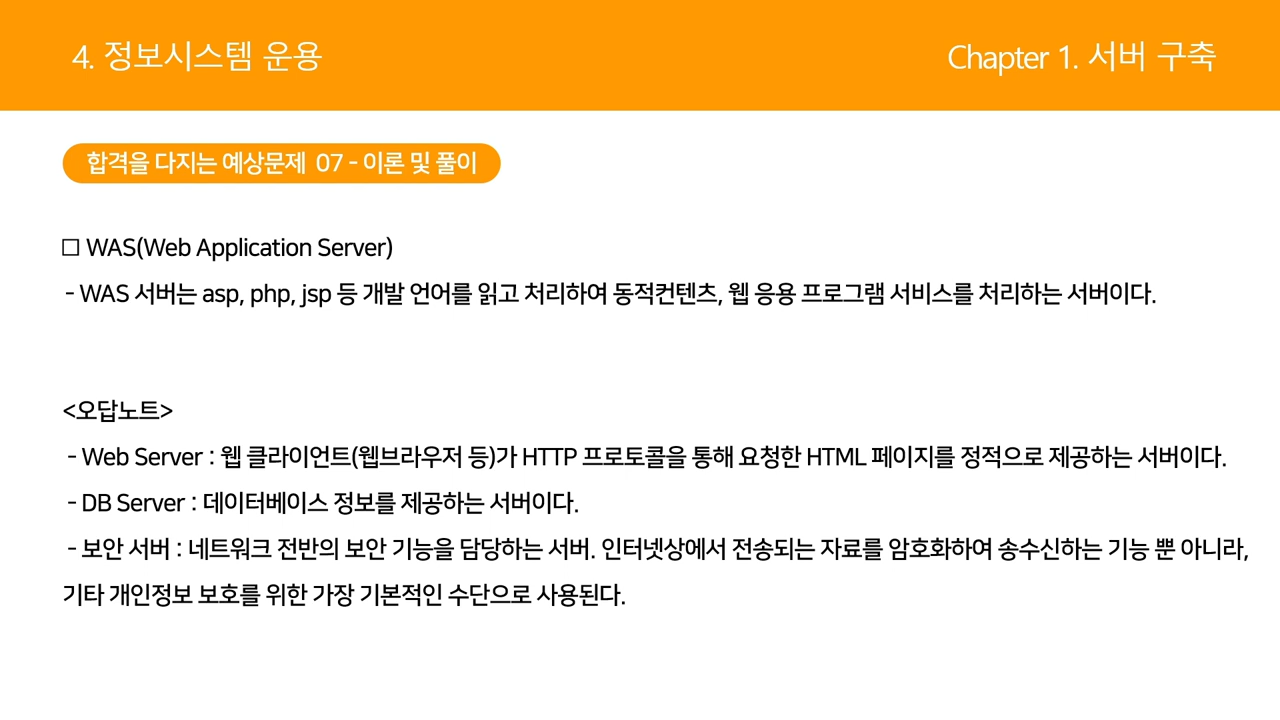 4. 정보시스템 운용
Chapter 1. 서버 구축
합격을 다지는 예상문제 07 - 이론 및 풀이
□ WAS(Web Application Server)
- WAS 서버는 asp, php, jsp 등 개발 언어를 읽고 처리하여 동적컨텐츠, 웹 응용 프로그램 서비스를 처리하는 서버이다.
<오답노트>
- Web Server : 웹 클라이언트(웹브라우저 등)가 HTTP 프로토콜을 통해 요청한 HTML 페이지를 정적으로 제공하는 서버이다.
- DB Server : 데이터베이스 정보를 제공하는 서버이다.
- 보안 서버 : 네트워크 전반의 보안 기능을 담당하는 서버. 인터넷상에서 전송되는 자료를 암호화하여 송수신하는 기능 뿐 아니라,
기타 개인정보 보호를 위한 가장 기본적인 수단으로 사용된다.